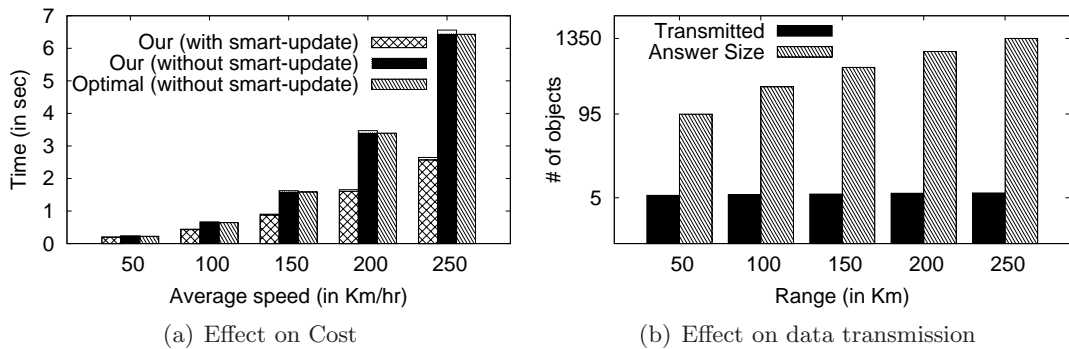 7
6
5
4
3
2
1
0
Time (in sec)
Our (with smart-update)
Our (without smart-update)
Optimal (without smart-update)
50 100 150 200 250
Average speed (in Km/hr)
(a) Effect on Cost
1350
95
5
# of objects
Transmitted
Answer Size
50 100 150 200 250
Range (in Km)
(b) Effect on data transmission